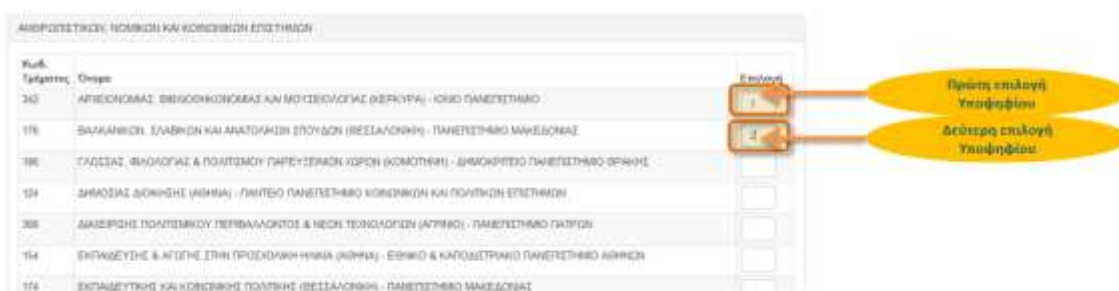 ΑΝΘΡΩΠΙΣΤΙΚΩΝ, ΝΟΜΙΚΩΝ ΚΑΙ ΚΟΙΝΩΝΙΚΩΝ ΕΠΙΣΤΗΜΩΝ
Κωδ.
Τμήματος Όνομα Επιλογή
342 ΑΡΧΕΙΟΝΟΜΙΑΣ, ΒΙΒΛΙΟΘΗΚΟΝΟΜΙΑΣ ΚΑΙ ΜΟΥΣΕΙΟΛΟΓΙΑΣ (ΚΕΡΚΥΡΑ) - ΙΟΝΙΟ ΠΑΝΕΠΙΣΤΗΜΙΟ 1
Πρώτη επιλογή
Υποψηφίου
176 ΒΑΛΚΑΝΙΚΩΝ, ΣΛΑΒΙΚΩΝ ΚΑΙ ΑΝΑΤΟΛΙΚΩΝ ΣΠΟΥΔΩΝ (ΘΕΣΣΑΛΟΝΙΚΗ) - ΠΑΝΕΠΙΣΤΗΜΙΟ ΜΑΚΕΔΟΝΙΑΣ 2
Δεύτερη επιλογή
Υποψηφίου
ΓΛΩΣΣΑΣ, ΦΙΛΟΛΟΓΙΑΣ & ΠΟΛΙΤΙΣΜΟΥ ΠΑΡΕΥΞΕΙΝΙΩΝ ΧΩΡΩΝ (ΚΟΜΟΤΗΝΗ) - ΔΗΜΟΚΡΙΤΕΙΟ ΠΑΝΕΠΙΣΤΗΜΙΟ ΘΡΑΚΗΣ
124 ΔΗΜΟΣΙΑΣ ΔΙΟΙΚΗΣΗΣ (ΑΘΗΝΑ) - ΠΑΝΤΕΙΟ ΠΑΝΕΠΙΣΤΗΜΙΟ ΚΟΙΝΩΝΙΚΩΝ ΚΑΙ ΠΟΛΙΤΙΚΩΝ ΕΠΙΣΤΗΜΩΝ
ΔΙΑΧΕΙΡΙΣΗΣ ΠΟΛΙΤΙΣΜΙΚΟΥ ΠΕΡΙΒΑΛΛΟΝΤΟΣ & ΝΕΩΝ ΤΕΧΝΟΛΟΓΙΩΝ (ΑΓΡΙΝΙΟ) - ΠΑΝΕΠΙΣΤΗΜΙΟ ΠΑΤΡΩΝ
154 ΕΚΠΑΙΔΕΥΣΗΣ & ΑΓΩΓΗΣ ΣΤΗΝ ΠΡΟΣΧΟΛΙΚΗ ΗΛΙΚΙΑ (ΑΘΗΝΑ) - ΕΘΝΙΚΟ & ΚΑΠΟΔΙΣΤΡΙΑΚΟ ΠΑΝΕΠΙΣΤΗΜΙΟ ΑΘΗΝΩΝ
174 ΕΚΠΑΙΔΕΥΤΙΚΗΣ ΚΑΙ ΚΟΙΝΩΝΙΚΗΣ ΠΟΛΙΤΙΚΗΣ (ΘΕΣΣΑΛΟΝΙΚΗ) - ΠΑΝΕΠΙΣΤΗΜΙΟ ΜΑΚΕΔΟΝΙΑΣ